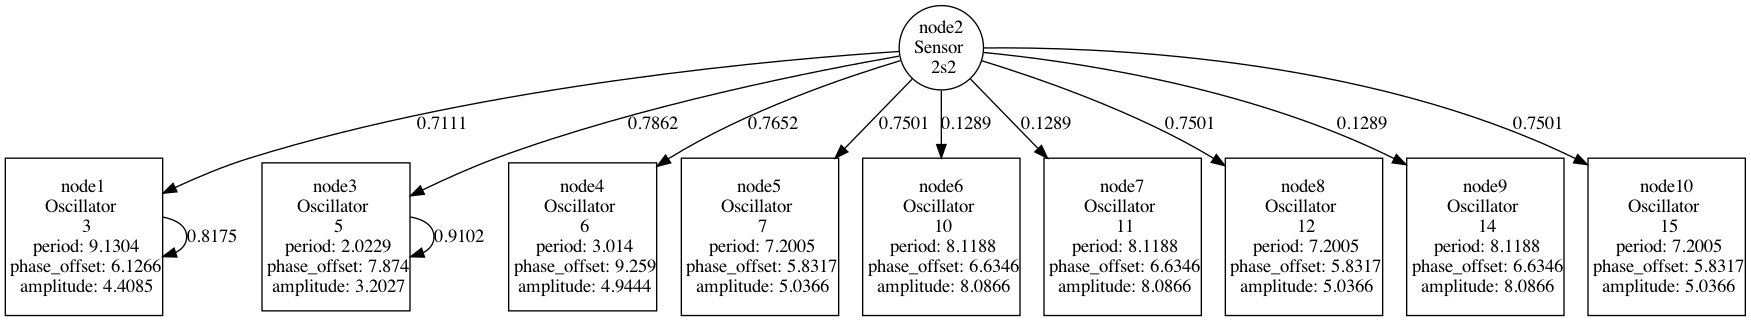 node2
Sensor
2s2
0.7111
0.7862
0.7652
0.7501
0.1289
0.1289
0.7501
0.1289
0.7501
node1
Oscillator
3
period: 9.1304
phase_offset: 6.1266
amplitude: 4.4085
0.8175
node3
Oscillator
5
period: 2.0229
phase_offset: 7.874
amplitude: 3.2027
0.9102
node4
Oscillator
6
period: 3.014
phase_offset: 9.259
amplitude: 4.9444
node5
Oscillator
7
period: 7.2005
phase_offset: 5.8317
amplitude: 5.0366
node6
Oscillator
10
period: 8.1188
phase_offset: 6.6346
amplitude: 8.0866
node7
Oscillator
11
period: 8.1188
phase_offset: 6.6346
amplitude: 8.0866
node8
Oscillator
12
period: 7.2005
phase_offset: 5.8317
amplitude: 5.0366
node9
Oscillator
14
period: 8.1188
phase_offset: 6.6346
amplitude: 8.0866
node10
Oscillator
15
period: 7.2005
phase_offset: 5.8317
amplitude: 5.0366